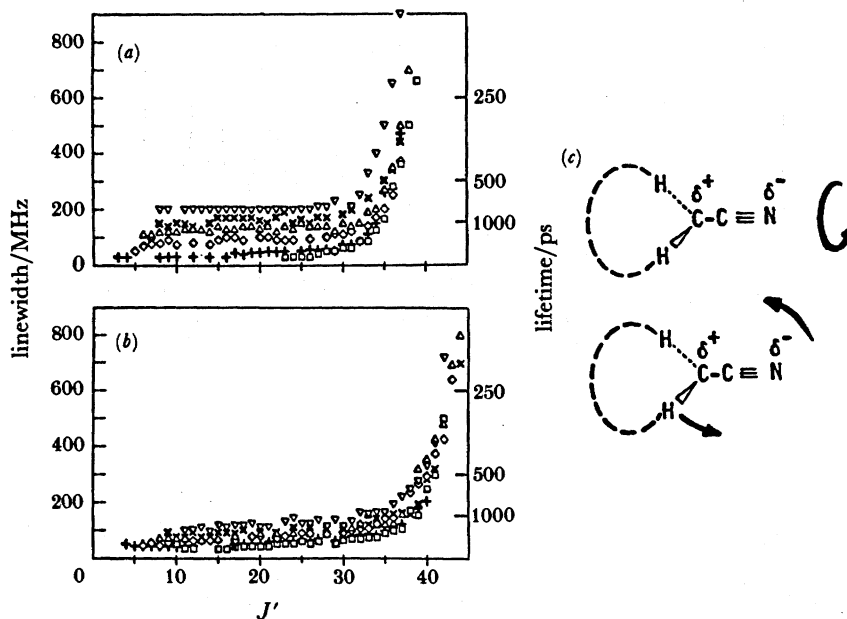 (a)
800
600
400
200
0
linewidth/MHz
250
500
1000
lifetime/ps
(b)
800
600
400
200
0
250
500
1000
0 10 20 30 40
J′
(c)
H δ+ δ-
C-C≡N
H
H δ+ δ-
C-C≡N
H